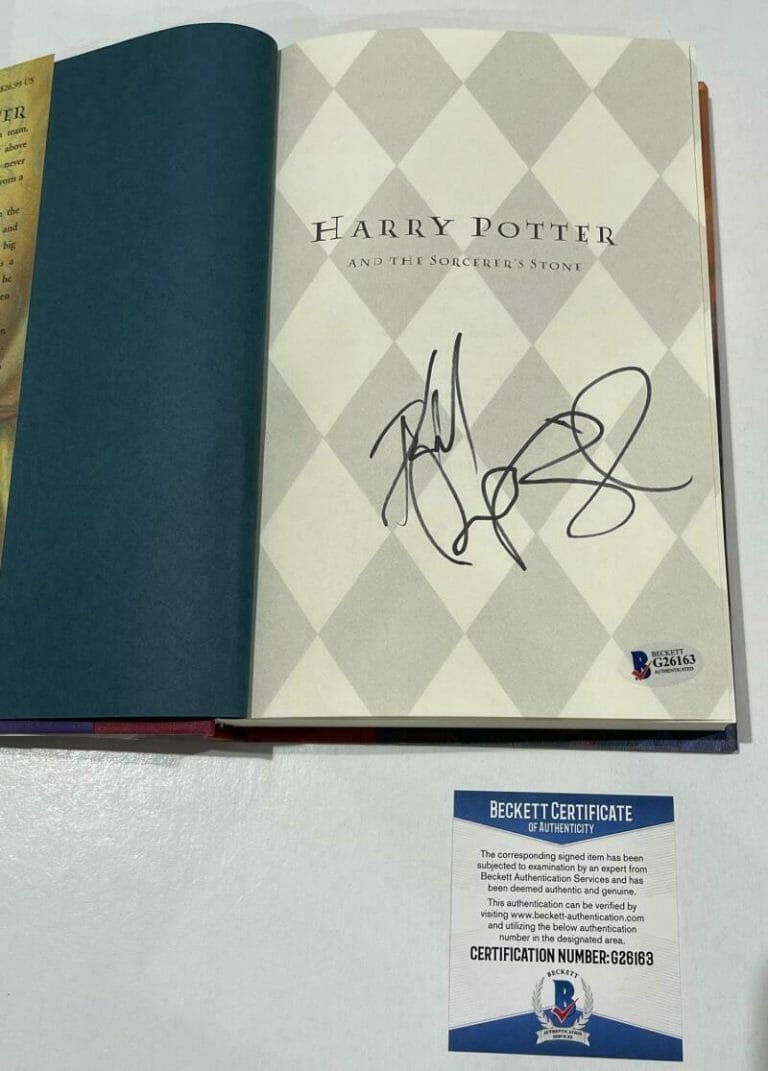 $26.99 US
ER
team,
above
never
worn a
the
and
big
s a
he
en
n
HARRY POTTER
AND THE SORCERER'S STONE
BECKETT
G26163
AUTHENTICATED
BECKETT CERTIFICATE
OF AUTHENTICITY
The corresponding signed item has been
subjected to examination by an expert from
Beckett Authentication Services and has
been deemed authentic and genuine.
This authentication can be verified by
visiting www.beckett-authentication.com
and utilizing the below authentication
number in the designated area.
CERTIFICATION NUMBER:G26163
BECKETT
B
AUTHENTICATION
SERVICES